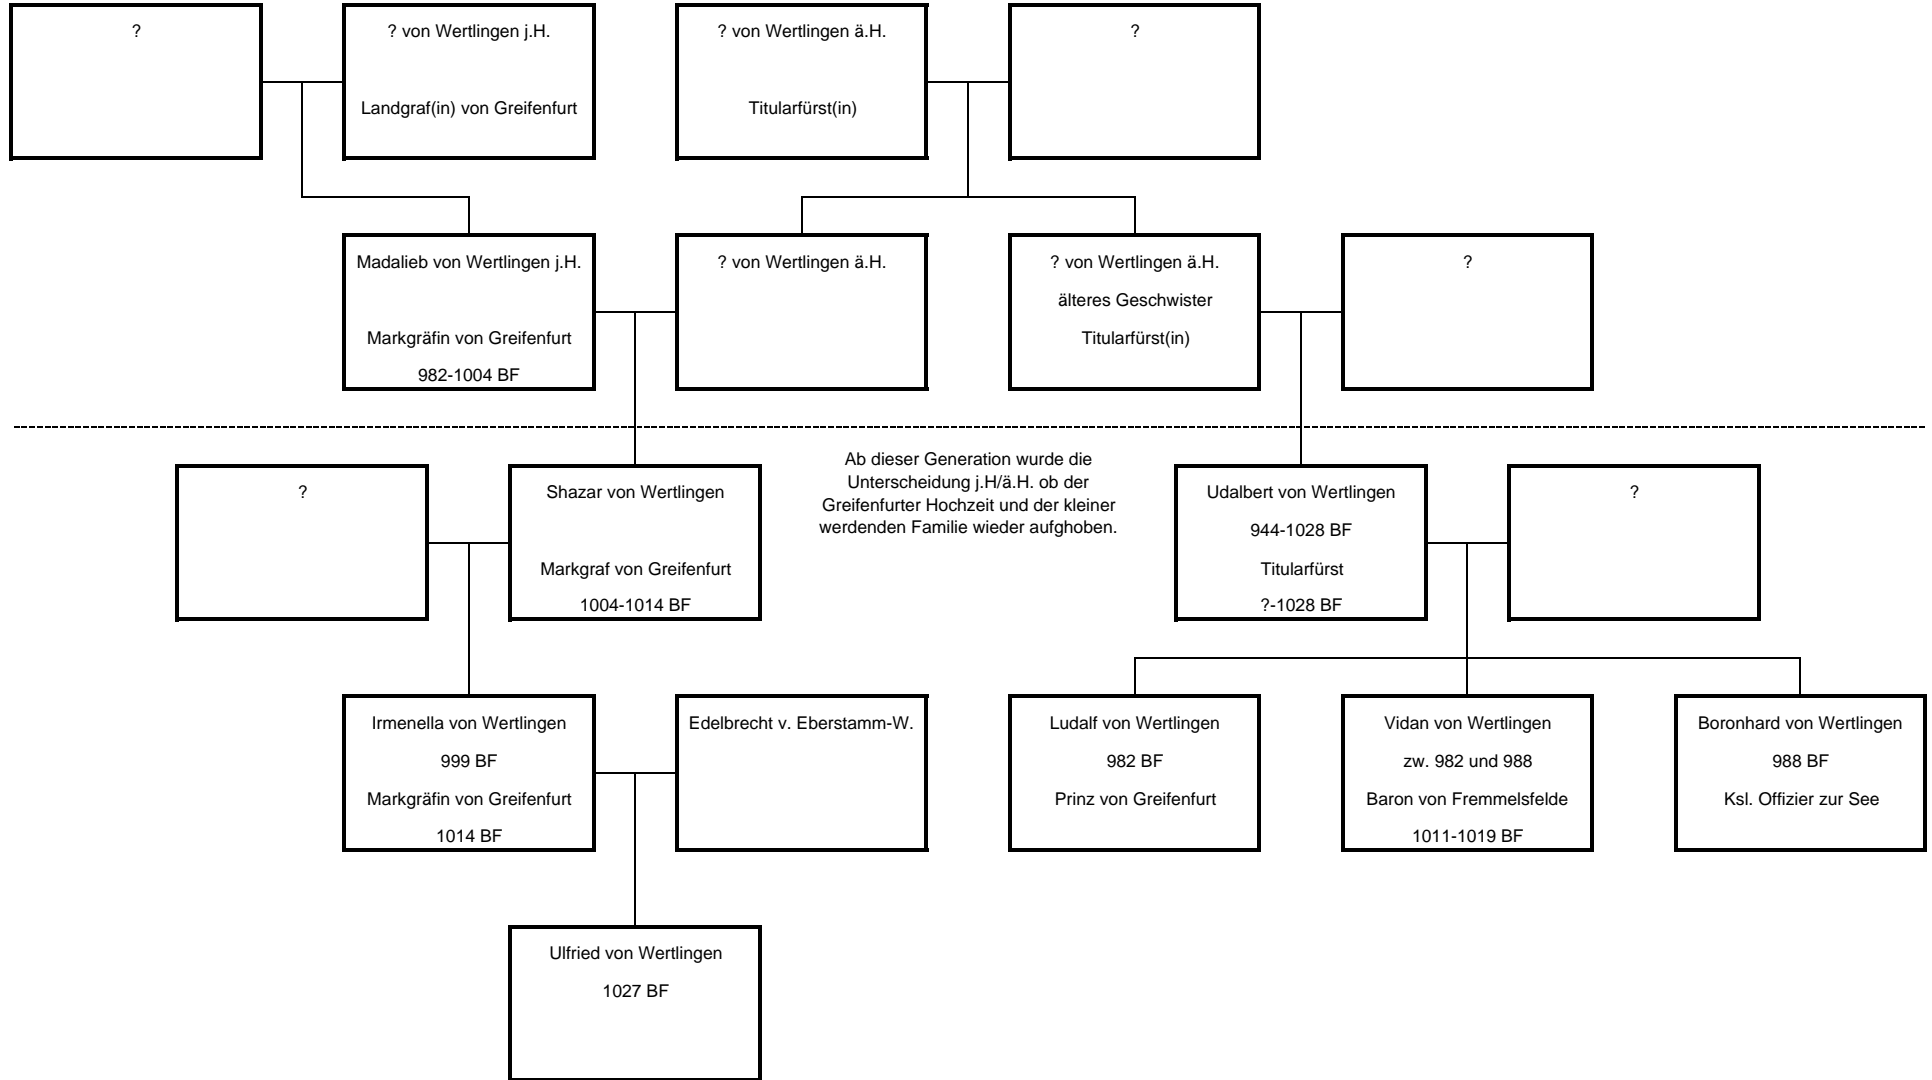 ?
? von Wertlingen j.H.
Landgraf(in) von Greifenfurt
? von Wertlingen ä.H.
Titularfürst(in)
?
Madalieb von Wertlingen j.H.
Markgräfin von Greifenfurt
982-1004 BF
? von Wertlingen ä.H.
? von Wertlingen ä.H.
älteres Geschwister
Titularfürst(in)
?
?
Shazar von Wertlingen
Markgraf von Greifenfurt
1004-1014 BF
Ab dieser Generation wurde die
Unterscheidung j.H/ä.H. ob der
Greifenfurter Hochzeit und der kleiner
werdenden Familie wieder aufghoben.
Udalbert von Wertlingen
944-1028 BF
Titularfürst
?-1028 BF
?
Irmenella von Wertlingen
999 BF
Markgräfin von Greifenfurt
1014 BF
Edelbrecht v. Eberstamm-W.
Ludalf von Wertlingen
982 BF
Prinz von Greifenfurt
Vidan von Wertlingen
zw. 982 und 988
Baron von Fremmelsfelde
1011-1019 BF
Boronhard von Wertlingen
988 BF
Ksl. Offizier zur See
Ulfried von Wertlingen
1027 BF